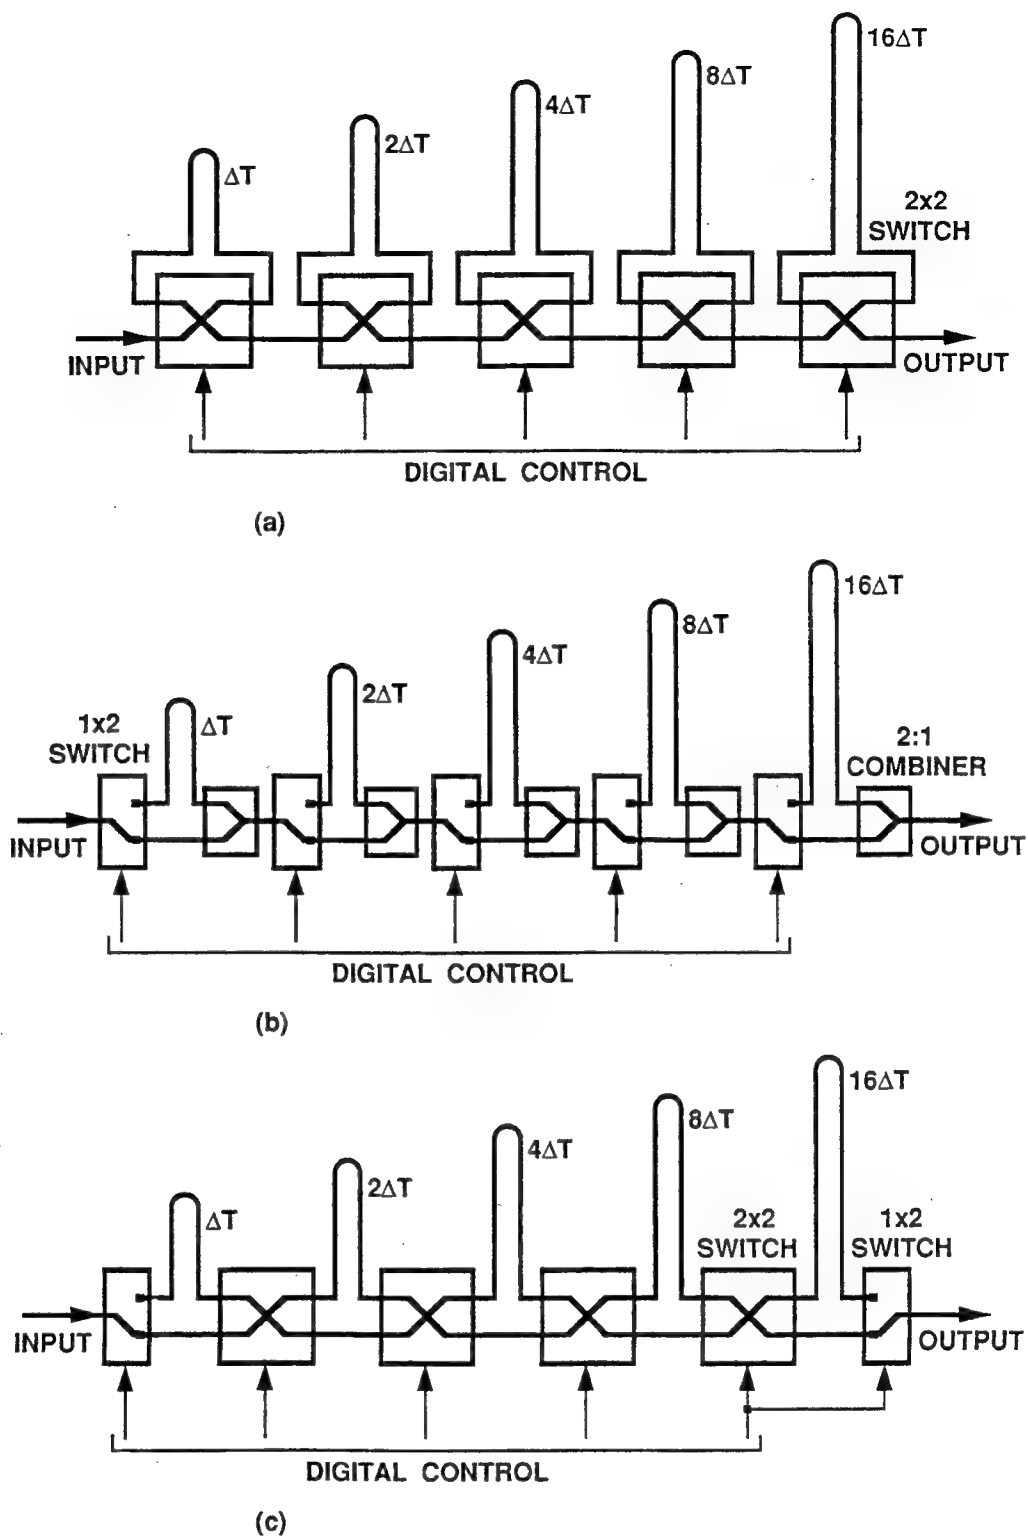 16ΔT
8ΔT
4ΔT
2ΔT
ΔT
2x2
SWITCH
INPUT
OUTPUT
DIGITAL CONTROL
(a)
16ΔT
8ΔT
4ΔT
2ΔT
ΔT
1x2
SWITCH
2:1
COMBINER
INPUT
OUTPUT
DIGITAL CONTROL
(b)
16ΔT
8ΔT
4ΔT
2ΔT
ΔT
2x2
SWITCH
1x2
SWITCH
INPUT
OUTPUT
DIGITAL CONTROL
(c)